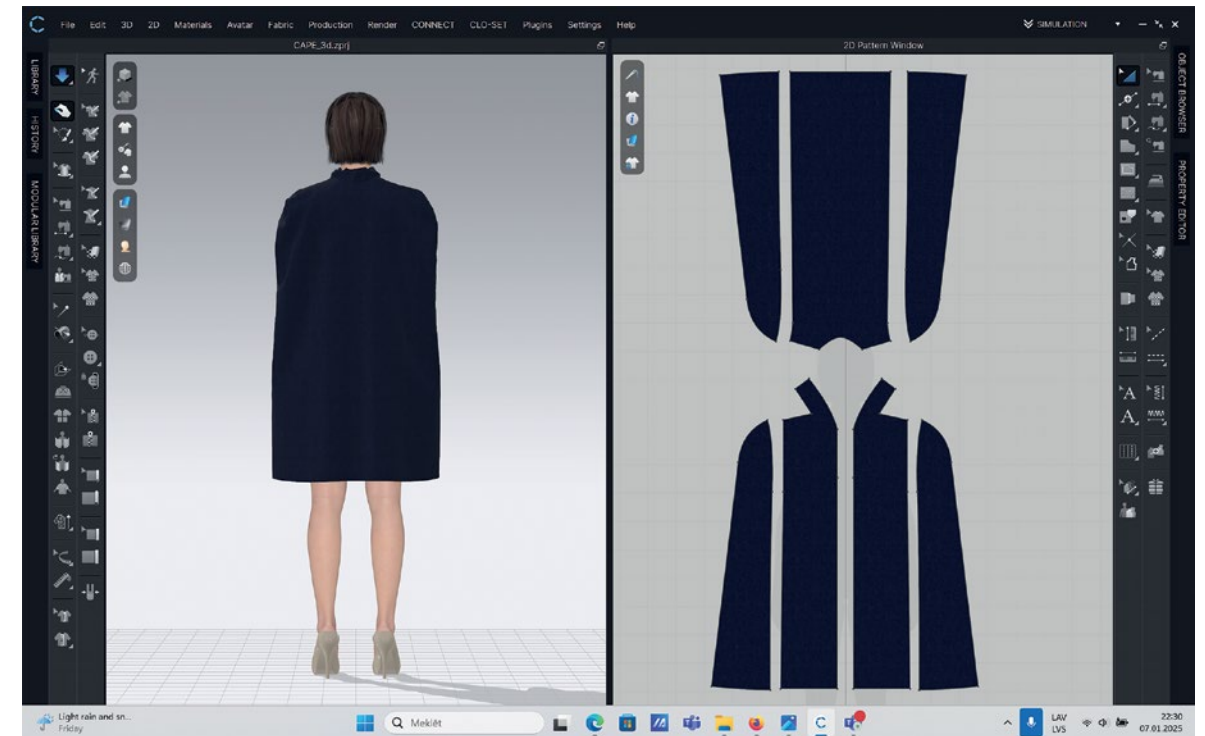 File Edit 3D 2D Materials Avatar Fabric Production Render CONNECT CLO-SET Plugins Settings Help SIMULATION
CAPE_3d.zprj
2D Pattern Window
LIBRARY
HISTORY
MODULAR LIBRARY
OBJECT BROWSER
PROPERTY EDITOR
A
A
Light rain and sn...
Friday
Meklēt
LAV
LVS
22:30
07.01.2025